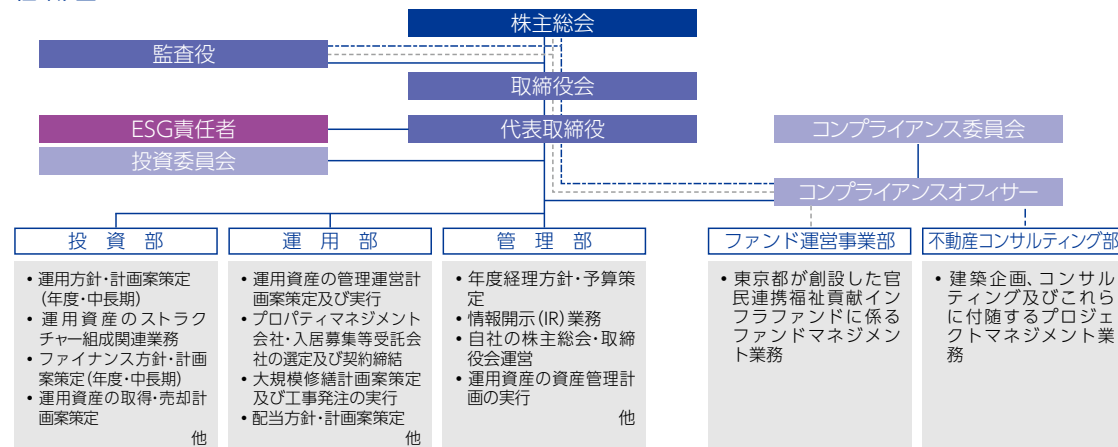 株主総会
監査役
取締役会
ESG責任者
代表取締役
コンプライアンス委員会
投資委員会
コンプライアンスオフィサー
投資部
運用部
管理部
ファンド運営事業部
不動産コンサルティング部
• 運用方針・計画案策定
(年度・中長期)
• 運用資産のストラク
チャー組成関連業務
• ファイナンス方針・計画
案策定(年度・中長期)
• 運用資産の取得・売却計
画案策定
他
• 運用資産の管理運営計
画案策定及び実行
• プロパティマネジメント
会社・入居募集等受託会
社の選定及び契約締結
• 大規模修繕計画案策定
及び工事発注の実行
• 配当方針・計画案策定
他
• 年度経理方針・予算策
定
• 情報開示(IR)業務
• 自社の株主総会・取締
役会運営
• 運用資産の資産管理計
画の実行
他
• 東京都が創設した官
民連携福祉貢献イン
フラファンドに係る
ファンドマネジメン
ト業務
• 建築企画、コンサル
ティング及びこれら
に付随するプロジェ
クトマネジメント業
務